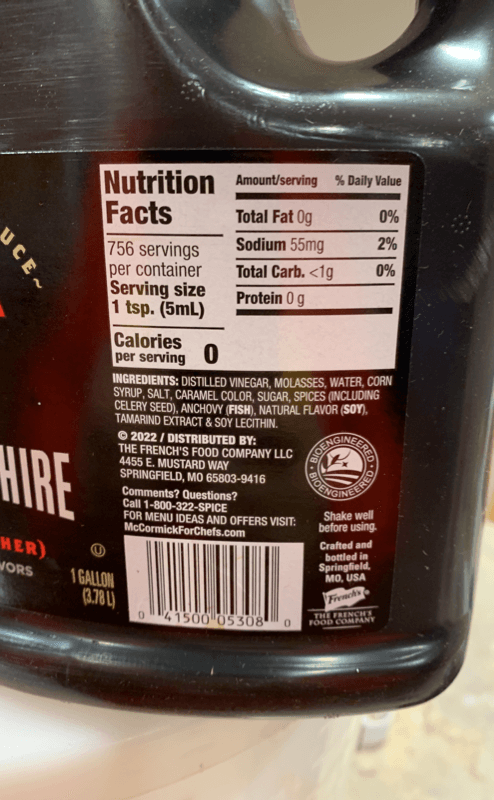 UCE~
Nutrition
Facts
756 servings
per container
Serving size
1 tsp. (5mL)
Calories
per serving 0
Amount/serving % Daily Value
Total Fat 0g 0%
Sodium 55mg 2%
Total Carb. <1g 0%
Protein 0 g
INGREDIENTS: DISTILLED VINEGAR, MOLASSES, WATER, CORN
SYRUP, SALT, CARAMEL COLOR, SUGAR, SPICES (INCLUDING
CELERY SEED), ANCHOVY (FISH), NATURAL FLAVOR (SOY),
TAMARIND EXTRACT & SOY LECITHIN.
© 2022 / DISTRIBUTED BY:
THE FRENCH'S FOOD COMPANY LLC
4455 E. MUSTARD WAY
SPRINGFIELD, MO 65803-9416
Comments? Questions?
Call 1-800-322-SPICE
FOR MENU IDEAS AND OFFERS VISIT:
McCormickForChefs.com
BIOENGINEERED
BIOENGINEERED
Shake well
before using.
Crafted and
bottled in
Springfield,
MO, USA
French's
THE FRENCH'S
FOOD COMPANY
HIRE
HER)
VORS
U
1 GALLON
(3.78 L)
0 41500 05308 0